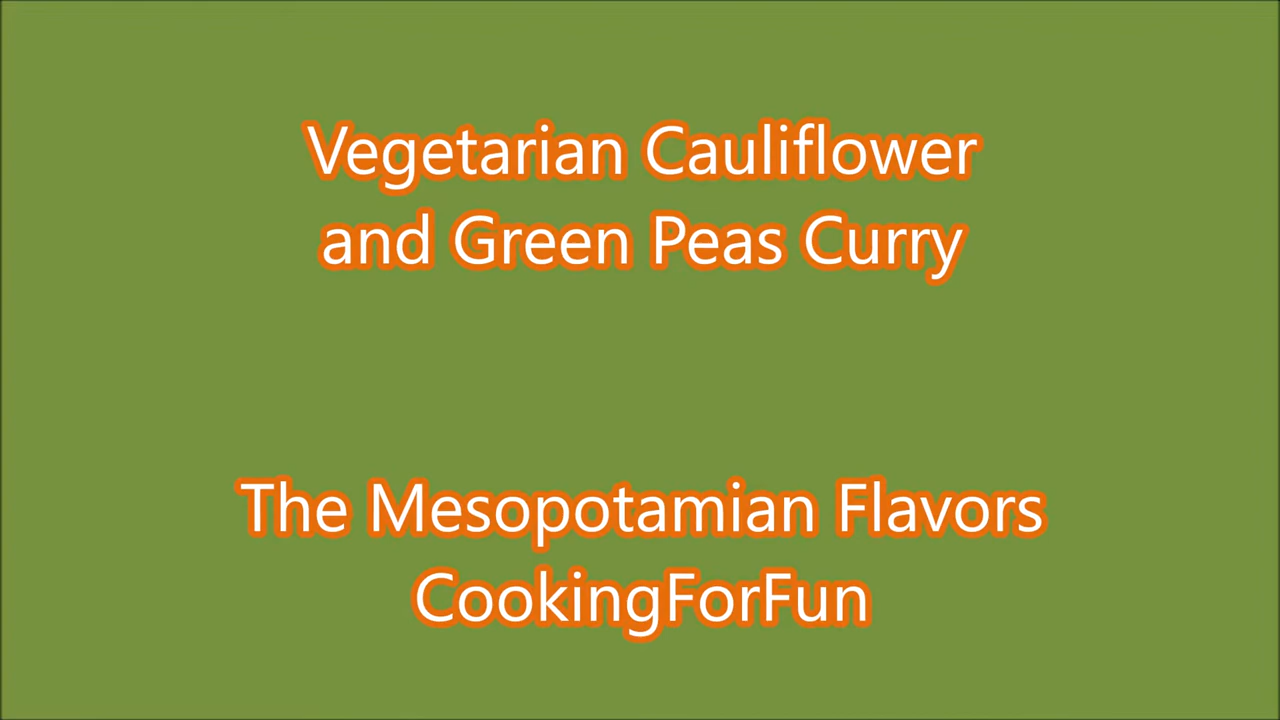 Vegetarian Cauliflower
and Green Peas Curry
The Mesopotamian Flavors
CookingForFun